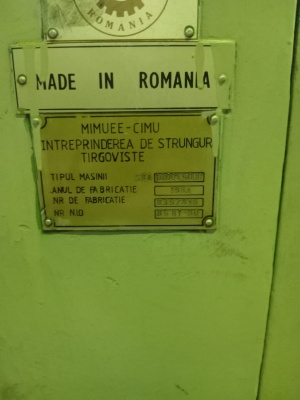 ROMANIA
MADE IN ROMANIA
MIMUEE-CIMU
INTREPRINDEREA DE STRUNGUR
TIRGOVISTE
TIPUL MASINII
ANUL DE FABRICATIE
NR DE FABRICATIE
NR NID